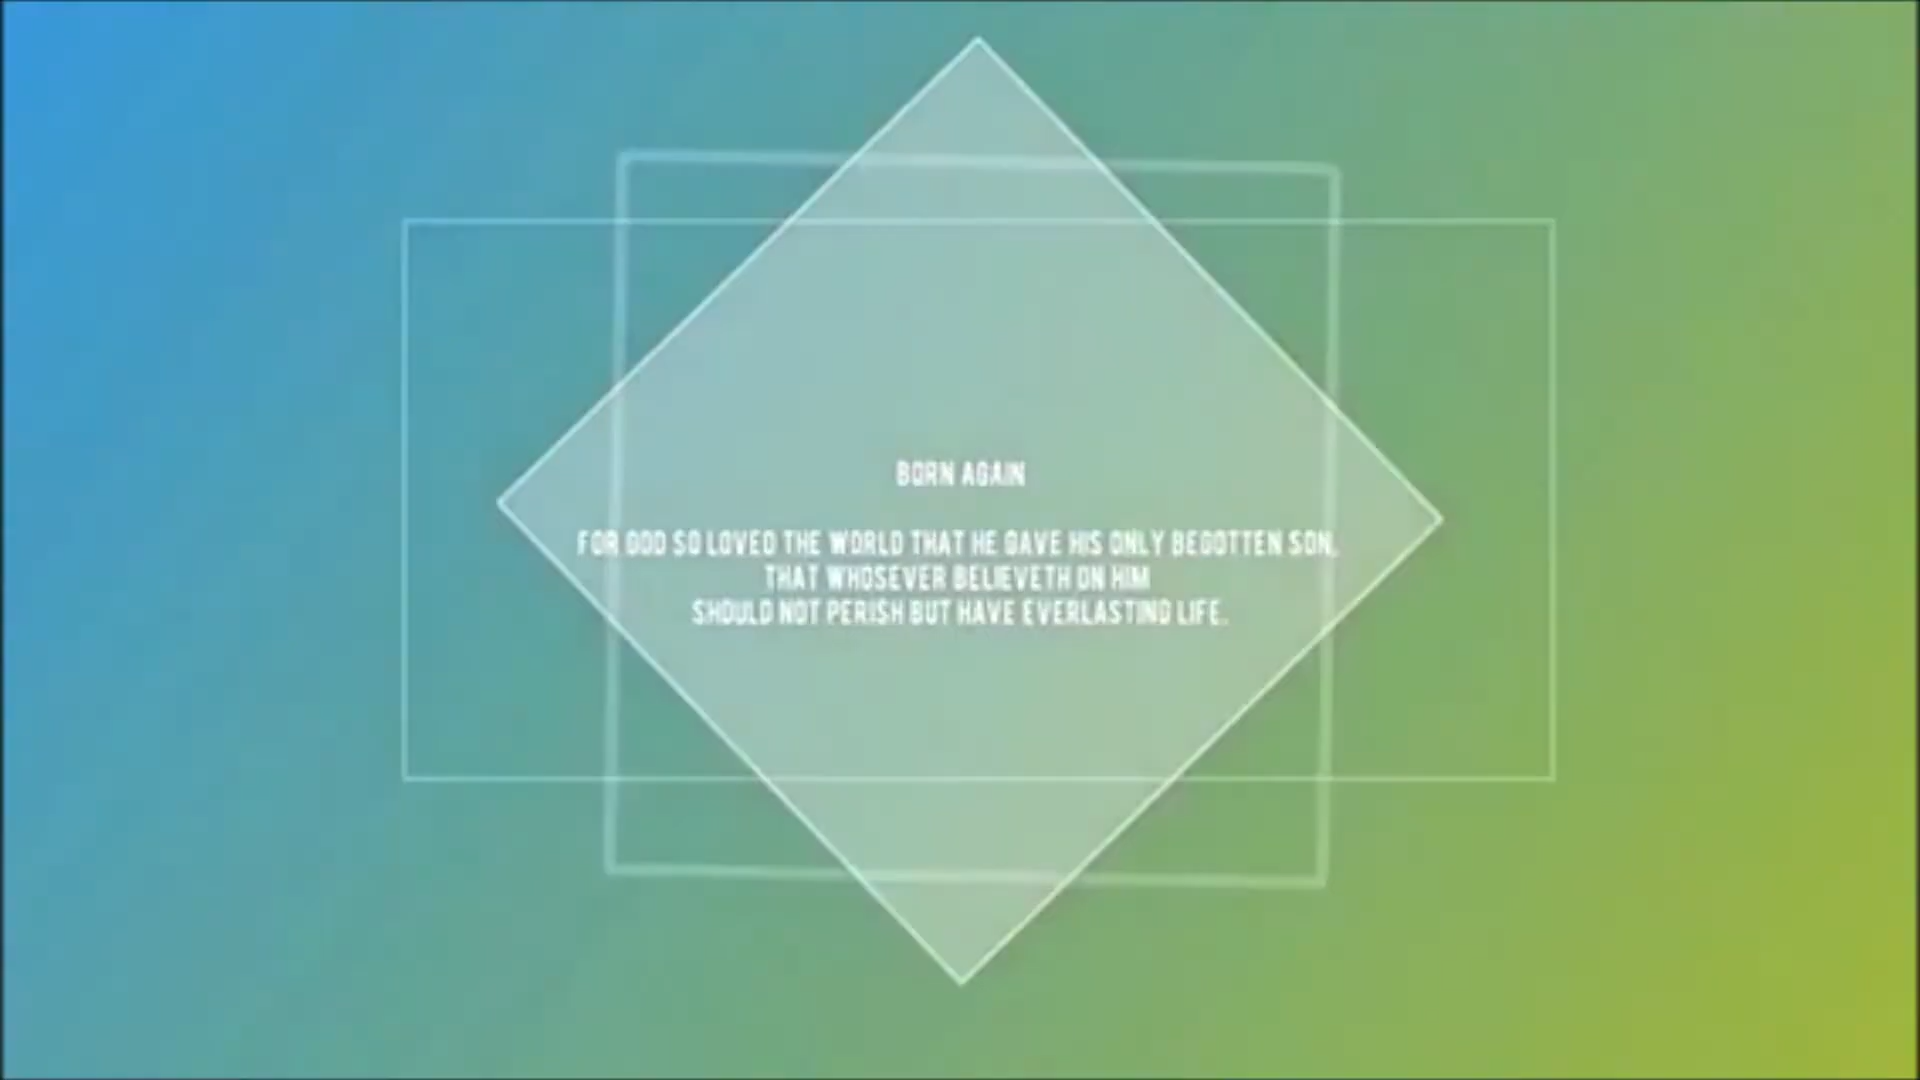 BORN AGAIN
FOR GOD SO LOVED THE WORLD THAT HE GAVE HIS ONLY BEGOTTEN SON,
THAT WHOSEVER BELIEVETH ON HIM
SHOULD NOT PERISH BUT HAVE EVERLASTING LIFE.